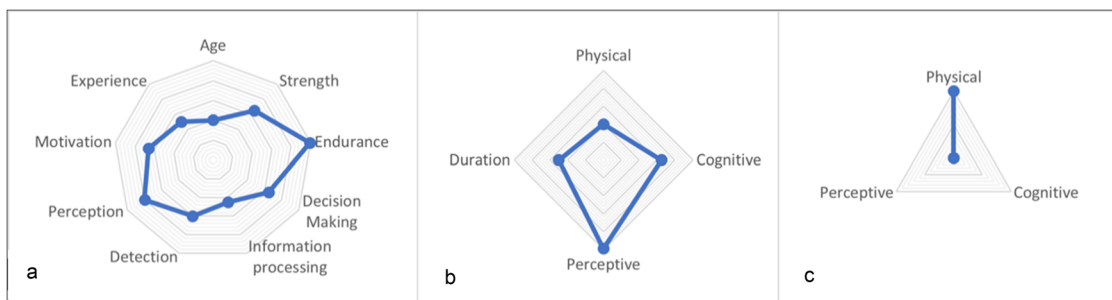 Age
Experience
Strength
Motivation
Endurance
Perception
Decision
Making
Detection
Information
processing
a
Physical
Duration
Cognitive
Perceptive
b
Physical
Perceptive
Cognitive
c